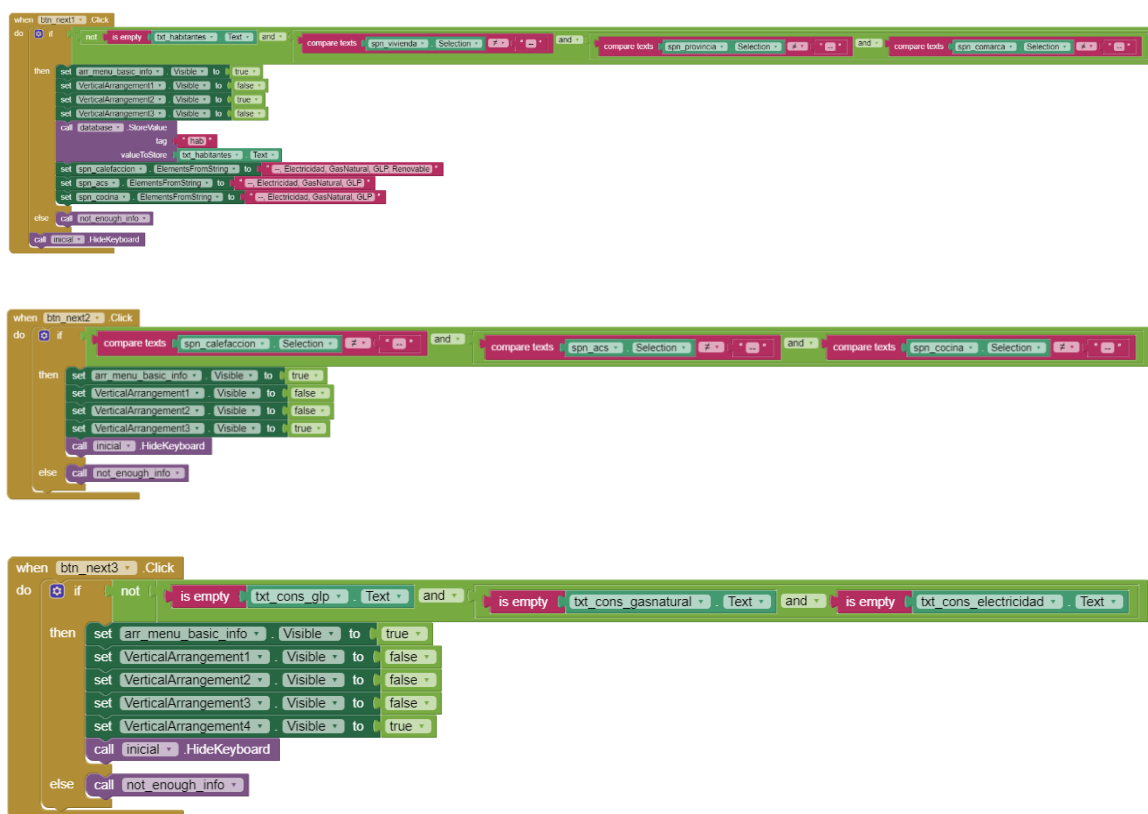 when btn_next1 .Click
do if not is empty txt_habitantes . Text and compare texts spn_vivienda . Selection ≠ " -- " and compare texts spn_provincia . Selection ≠ " -- " and compare texts spn_comarca . Selection ≠ " -- "
then set arr_menu_basic_info . Visible to true
set VerticalArrangement1 . Visible to false
set VerticalArrangement2 . Visible to true
set VerticalArrangement3 . Visible to false
call database .StoreValue
tag " hab "
valueToStore txt_habitantes . Text
set spn_calefaccion . ElementsFromString to " --, Electricidad, GasNatural, GLP, Renovable "
set spn_acs . ElementsFromString to " --, Electricidad, GasNatural, GLP "
set spn_cocina . ElementsFromString to " --, Electricidad, GasNatural, GLP "
else call not_enough_info
call inicial .HideKeyboard
when btn_next2 .Click
do if compare texts spn_calefaccion . Selection ≠ " -- " and compare texts spn_acs . Selection ≠ " -- " and compare texts spn_cocina . Selection ≠ " -- "
then set arr_menu_basic_info . Visible to true
set VerticalArrangement1 . Visible to false
set VerticalArrangement2 . Visible to false
set VerticalArrangement3 . Visible to true
call inicial .HideKeyboard
else call not_enough_info
when btn_next3 .Click
do if not is empty txt_cons_glp . Text and is empty txt_cons_gasnatural . Text and is empty txt_cons_electricidad . Text
then set arr_menu_basic_info . Visible to true
set VerticalArrangement1 . Visible to false
set VerticalArrangement2 . Visible to false
set VerticalArrangement3 . Visible to false
set VerticalArrangement4 . Visible to true
call inicial .HideKeyboard
else call not_enough_info